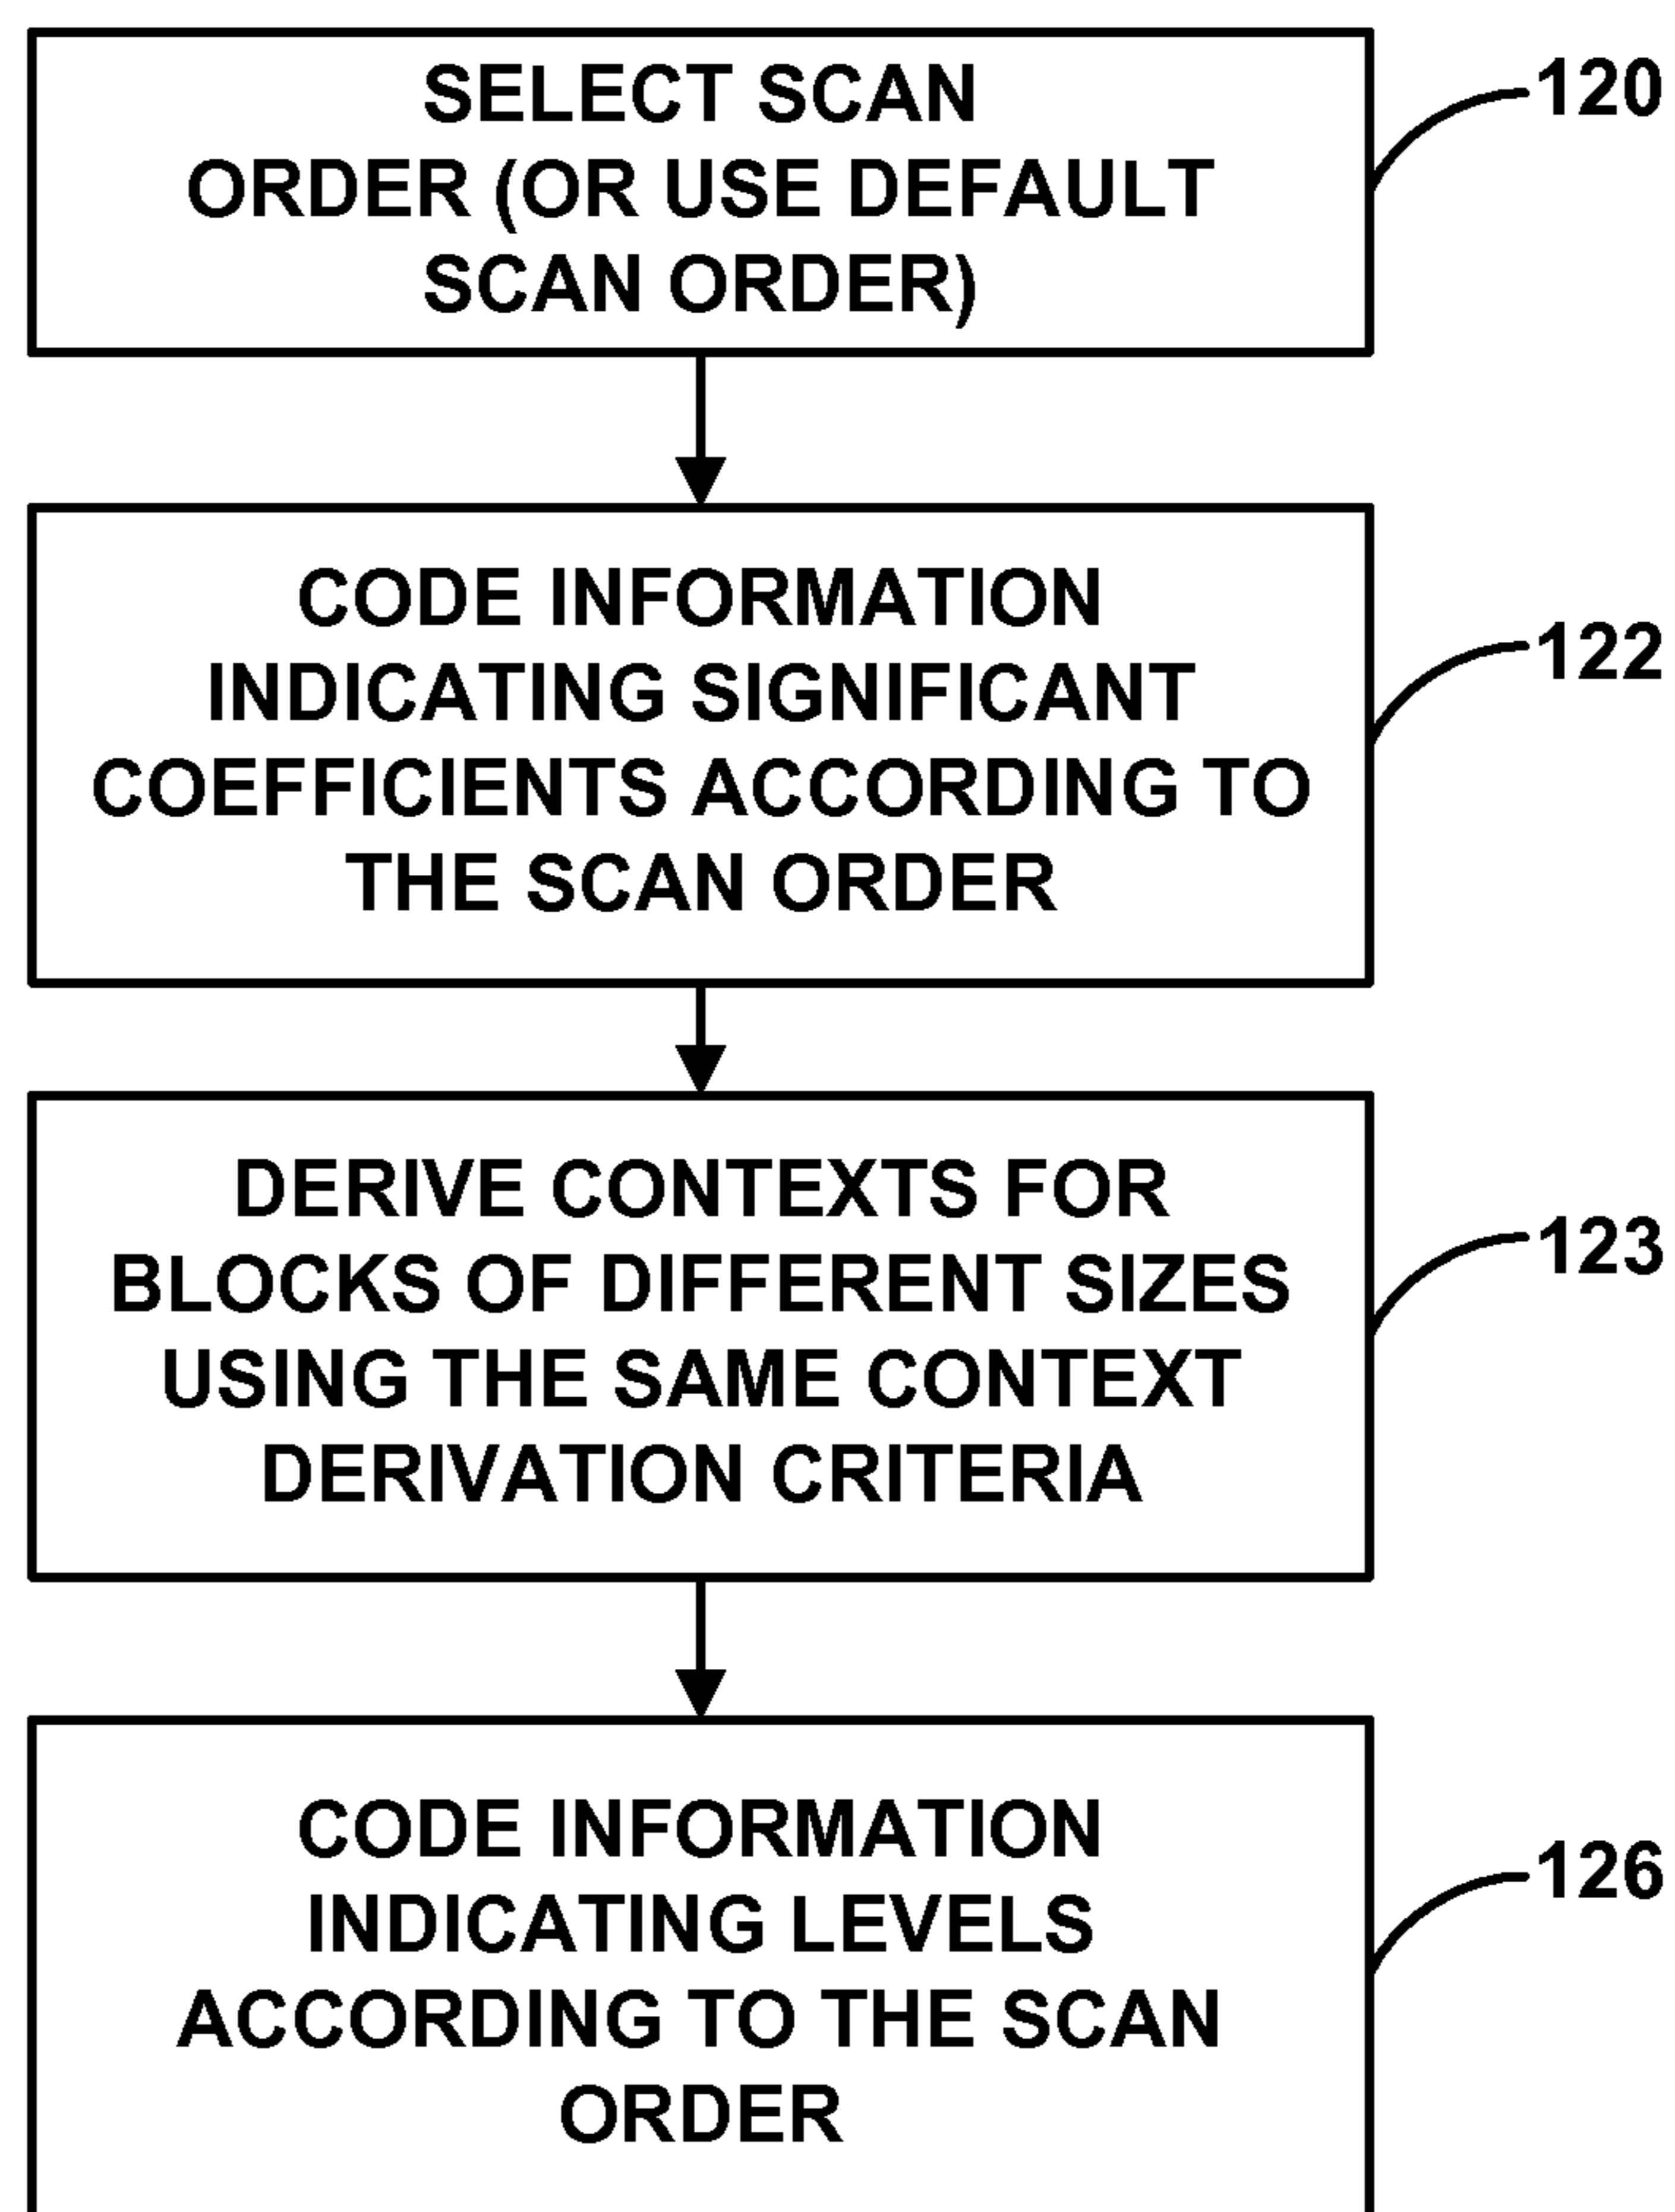 SELECT SCAN
ORDER (OR USE DEFAULT
SCAN ORDER)
120
CODE INFORMATION
INDICATING SIGNIFICANT
COEFFICIENTS ACCORDING TO
THE SCAN ORDER
122
DERIVE CONTEXTS FOR
BLOCKS OF DIFFERENT SIZES
USING THE SAME CONTEXT
DERIVATION CRITERIA
123
CODE INFORMATION
INDICATING LEVELS
ACCORDING TO THE SCAN
ORDER
126